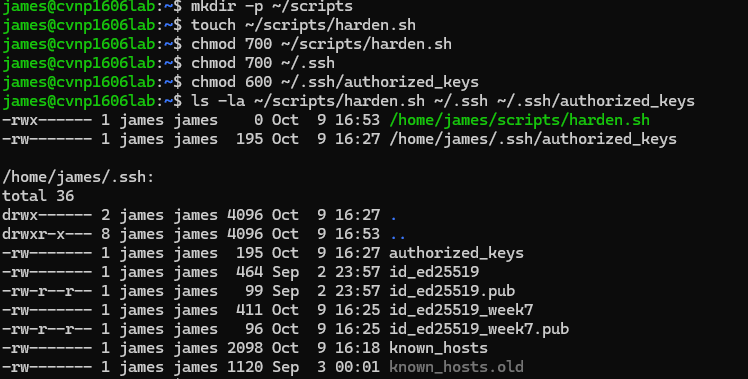 james@cvnp1606lab:~$ mkdir -p ~/scripts
james@cvnp1606lab:~$ touch ~/scripts/harden.sh
james@cvnp1606lab:~$ chmod 700 ~/scripts/harden.sh
james@cvnp1606lab:~$ chmod 700 ~/.ssh
james@cvnp1606lab:~$ chmod 600 ~/.ssh/authorized_keys
james@cvnp1606lab:~$ ls -la ~/scripts/harden.sh ~/.ssh ~/.ssh/authorized_keys
-rwx------ 1 james james    0 Oct  9 16:53 /home/james/scripts/harden.sh
-rw------- 1 james james  195 Oct  9 16:27 /home/james/.ssh/authorized_keys

/home/james/.ssh:
total 36
drwx------ 2 james james 4096 Oct  9 16:27 .
drwxr-x--- 8 james james 4096 Oct  9 16:53 ..
-rw------- 1 james james  195 Oct  9 16:27 authorized_keys
-rw------- 1 james james  464 Sep  2 23:57 id_ed25519
-rw-r--r-- 1 james james   99 Sep  2 23:57 id_ed25519.pub
-rw------- 1 james james  411 Oct  9 16:25 id_ed25519_week7
-rw-r--r-- 1 james james   96 Oct  9 16:25 id_ed25519_week7.pub
-rw------- 1 james james 2098 Oct  9 16:18 known_hosts
-rw------- 1 james james 1120 Sep  3 00:01 known_hosts.old